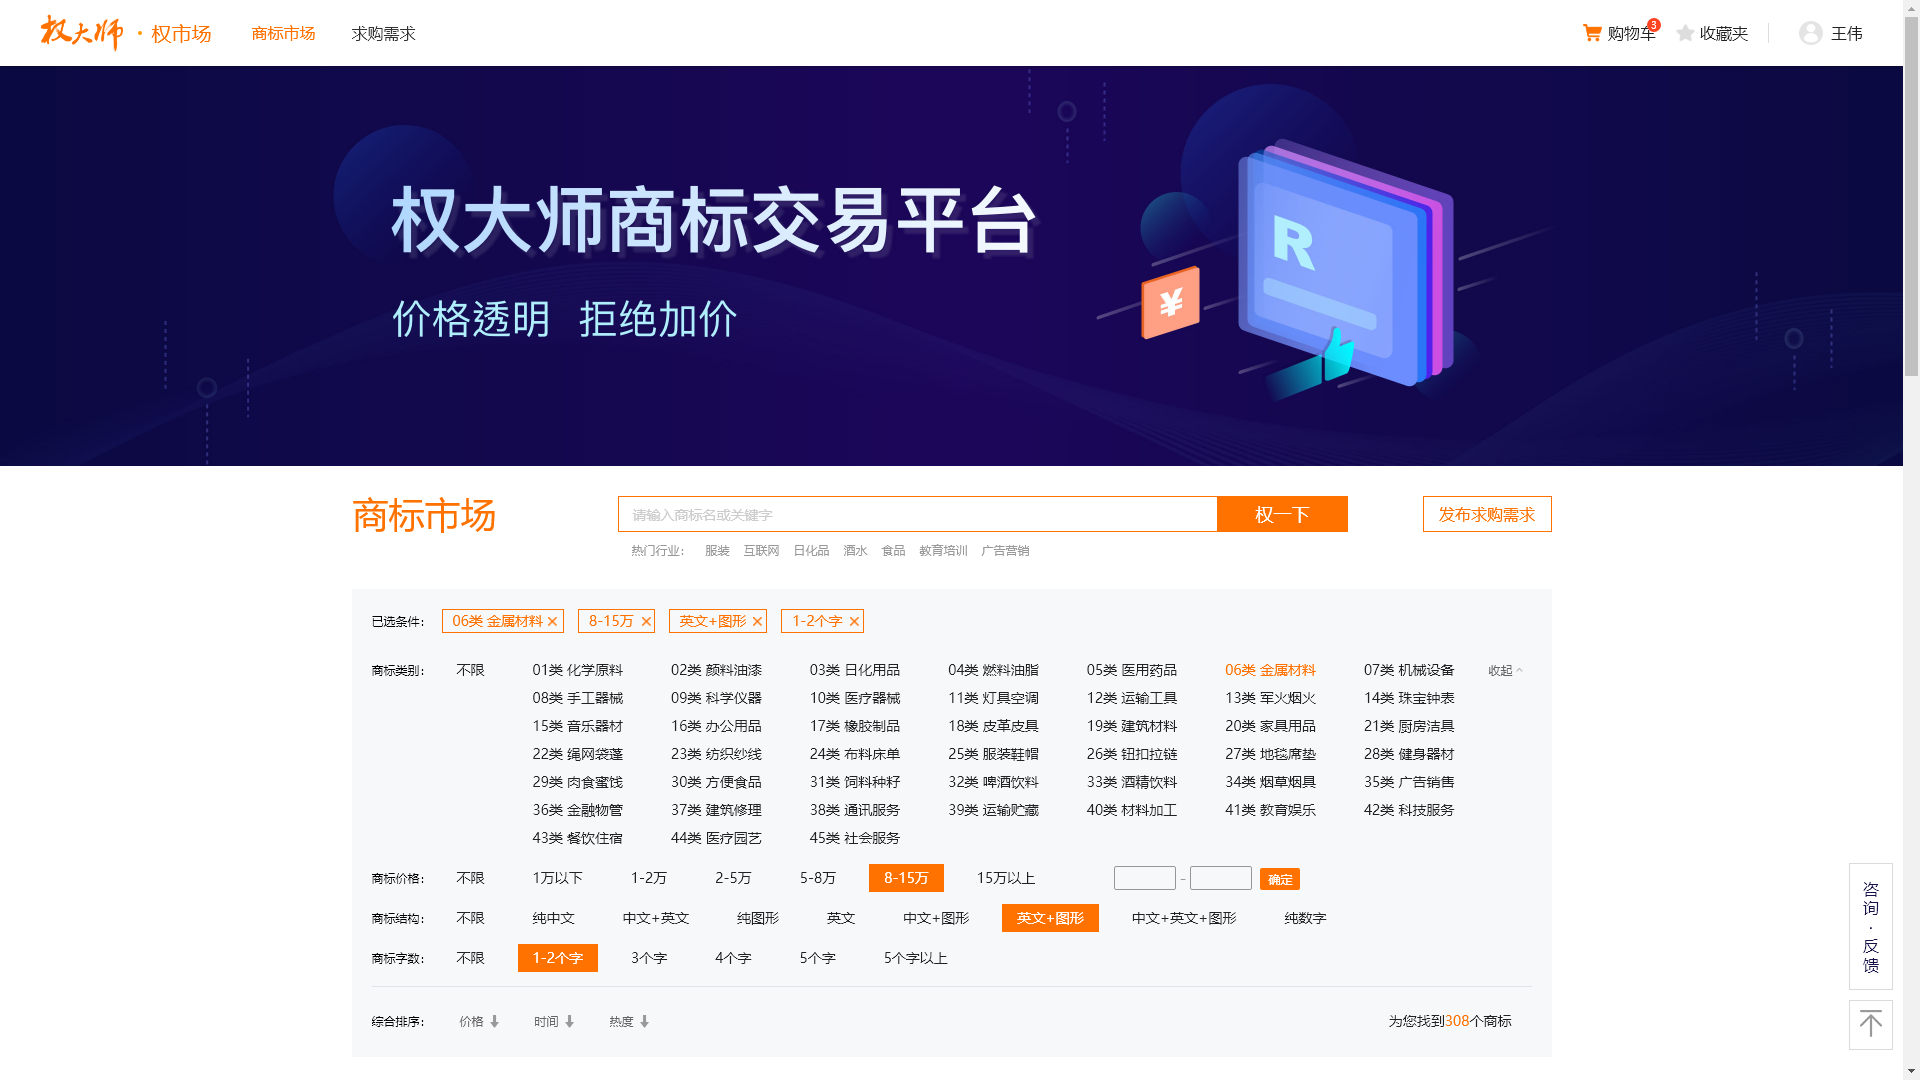 权大师 · 权市场 商标市场 求购需求 购物车 3 收藏夹 王伟
权大师商标交易平台
价格透明 拒绝加价
R
¥
商标市场 请输入商标名或关键字 权一下 发布求购需求
热门行业: 服装 互联网 日化品 酒水 食品 教育培训 广告营销
已选条件: 06类 金属材料 8-15万 英文+图形 1-2个字
商标类别: 不限 01类 化学原料 02类 颜料油漆 03类 日化用品 04类 燃料油脂 05类 医用药品 06类 金属材料 07类 机械设备 收起
08类 手工器械 09类 科学仪器 10类 医疗器械 11类 灯具空调 12类 运输工具 13类 军火烟火 14类 珠宝钟表
15类 音乐器材 16类 办公用品 17类 橡胶制品 18类 皮革皮具 19类 建筑材料 20类 家具用品 21类 厨房洁具
22类 绳网袋蓬 23类 纺织纱线 24类 布料床单 25类 服装鞋帽 26类 钮扣拉链 27类 地毯席垫 28类 健身器材
29类 肉食蜜饯 30类 方便食品 31类 饲料种籽 32类 啤酒饮料 33类 酒精饮料 34类 烟草烟具 35类 广告销售
36类 金融物管 37类 建筑修理 38类 通讯服务 39类 运输贮藏 40类 材料加工 41类 教育娱乐 42类 科技服务
43类 餐饮住宿 44类 医疗园艺 45类 社会服务
商标价格: 不限 1万以下 1-2万 2-5万 5-8万 8-15万 15万以上 - 确定
商标结构: 不限 纯中文 中文+英文 纯图形 英文 中文+图形 英文+图形 中文+英文+图形 纯数字
商标字数: 不限 1-2个字 3个字 4个字 5个字 5个字以上
综合排序: 价格 时间 热度 为您找到308个商标
咨询·反馈